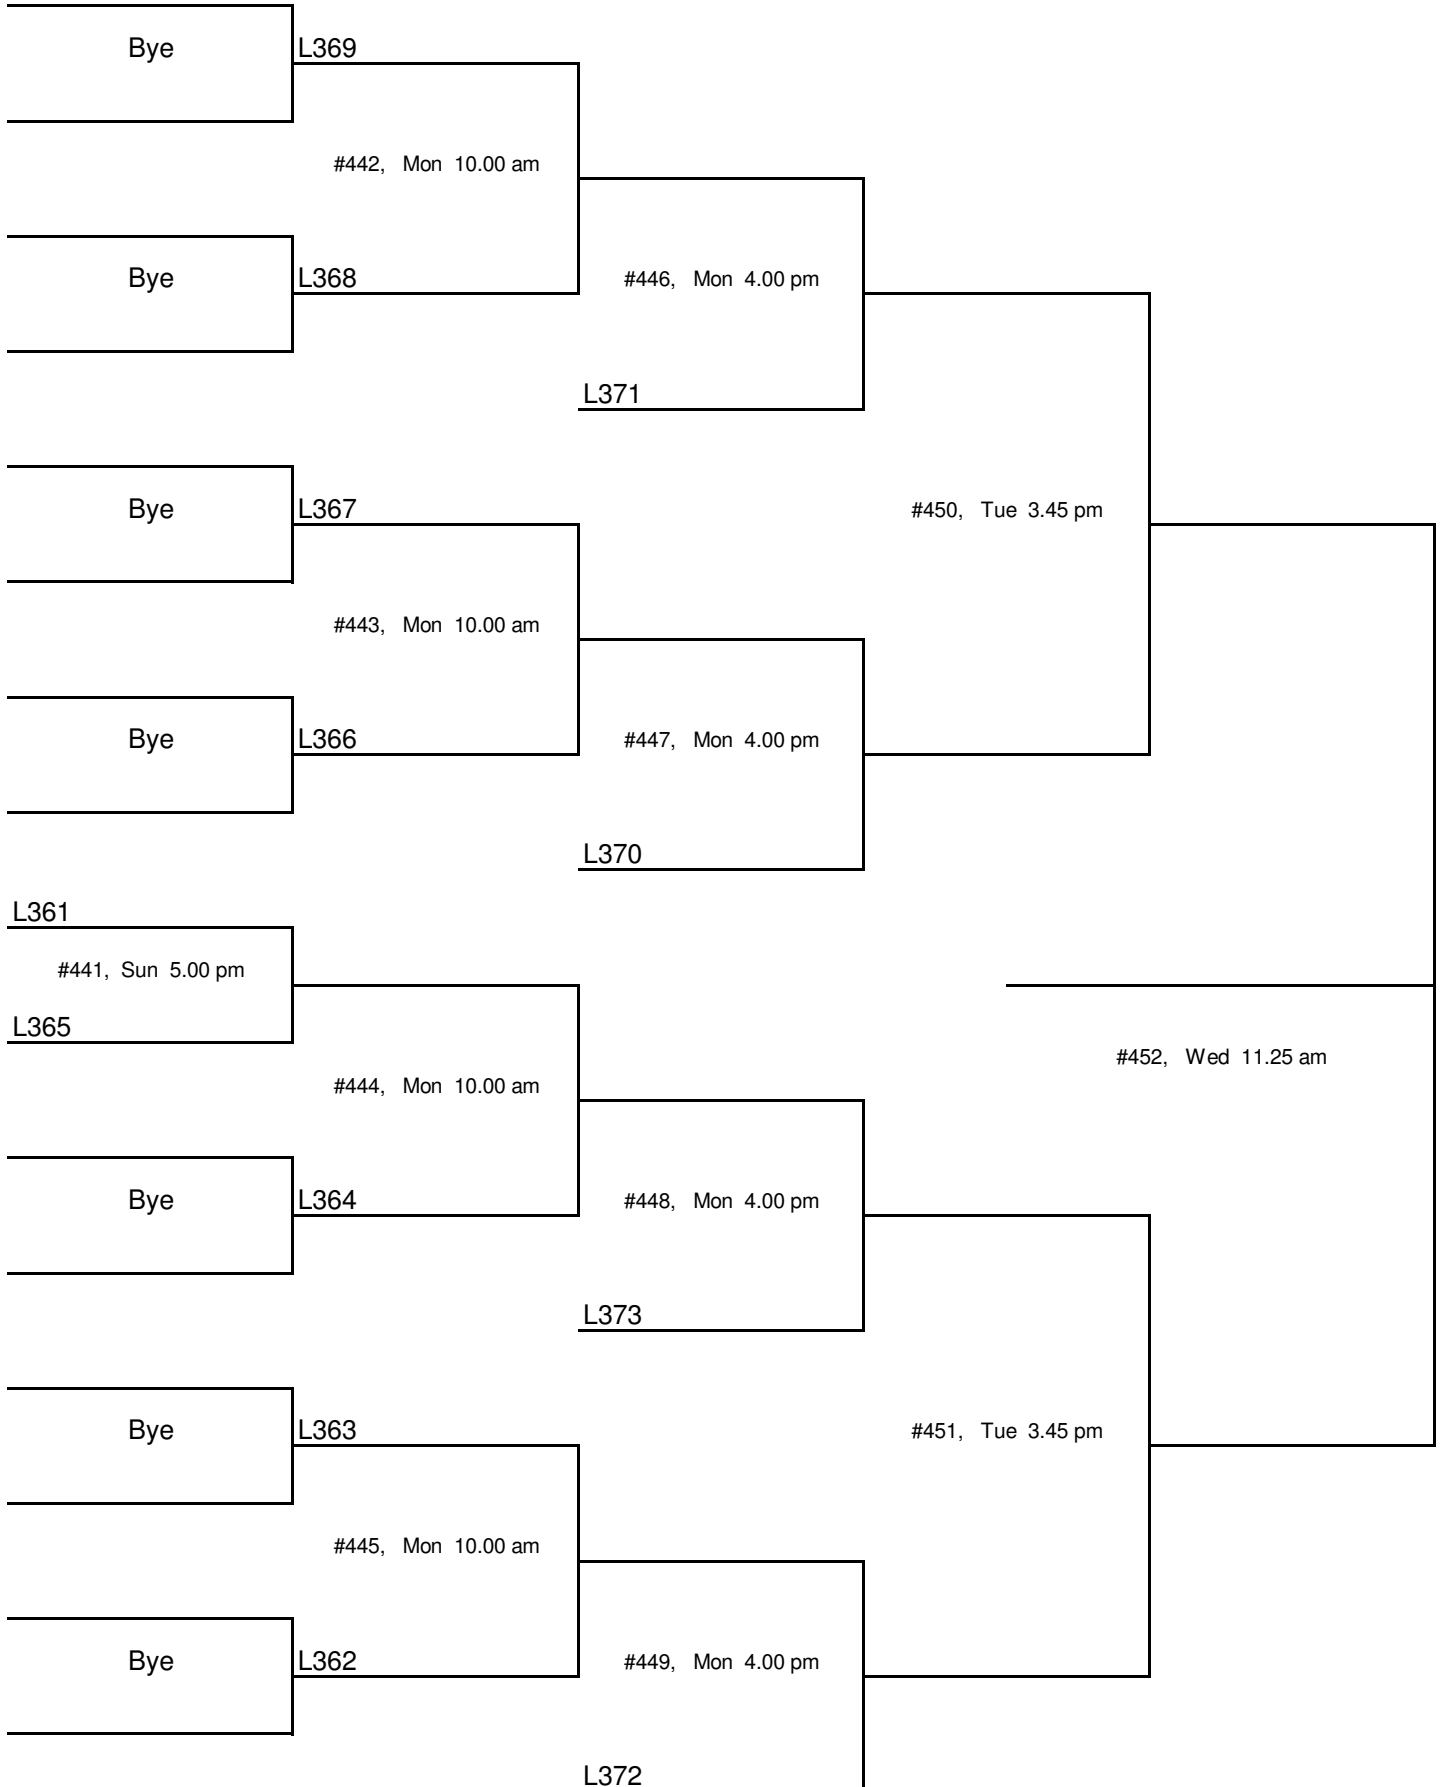 Bye
L369
#442, Mon 10.00 am
Bye
L368
#446, Mon 4.00 pm
L371
Bye
L367
#450, Tue 3.45 pm
#443, Mon 10.00 am
Bye
L366
#447, Mon 4.00 pm
L370
L361
#441, Sun 5.00 pm
L365
#452, Wed 11.25 am
#444, Mon 10.00 am
Bye
L364
#448, Mon 4.00 pm
L373
Bye
L363
#451, Tue 3.45 pm
#445, Mon 10.00 am
Bye
L362
#449, Mon 4.00 pm
L372